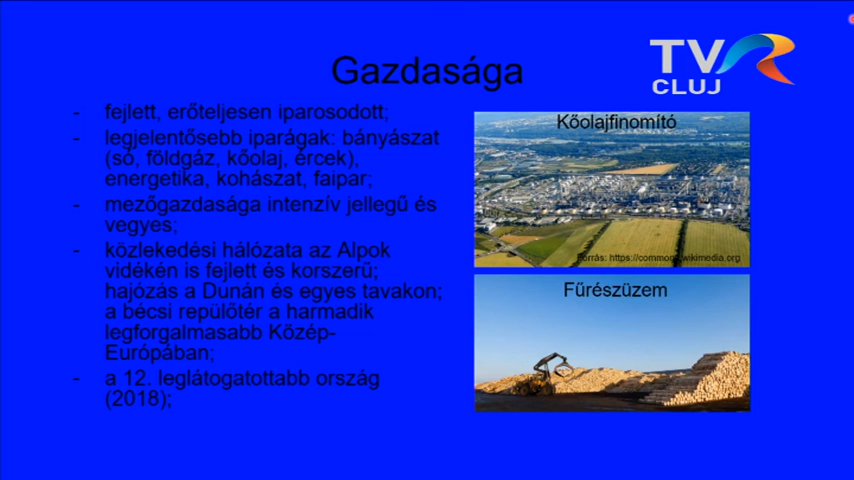 TVR
CLUJ
Gazdasága
- fejlett, erőteljesen iparosodott;
- legjelentősebb iparágak: bányászat
(só, földgáz, kőolaj, ércek),
energetika, kohászat, faipar;
- mezőgazdasága intenzív jellegű és
vegyes;
- közlekedési hálózata az Alpok
vidékén is fejlett és korszerű;
hajózás a Dunán és egyes tavakon;
a bécsi repülőtér a harmadik
legforgalmasabb Közép-
Európában;
- a 12. leglátogatottabb ország
(2018);
Kőolajfinomító
Forrás: https://commons.wikimedia.org
Fűrészüzem